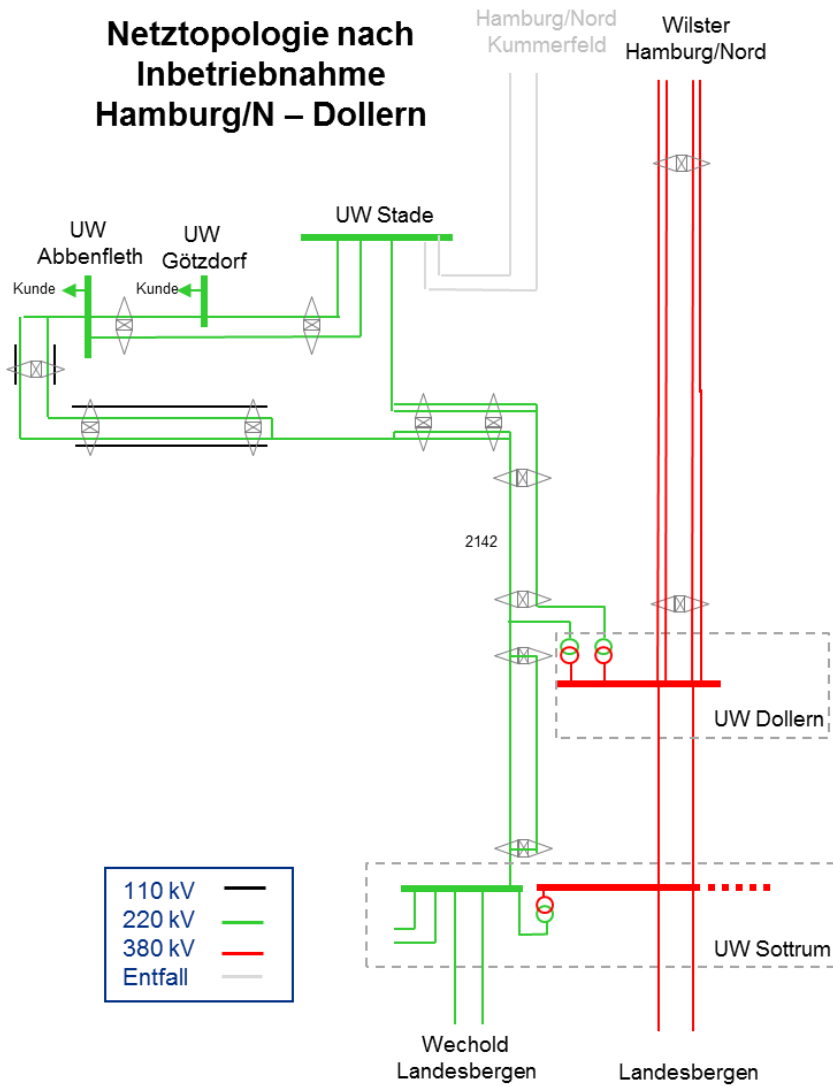 Netztopologie nach
Inbetriebnahme
Hamburg/N – Dollern
Hamburg/Nord
Kummerfeld
Wilster
Hamburg/Nord
UW Stade
UW
Abbenfleth
UW
Götzdorf
Kunde
Kunde
2142
UW Dollern
110 kV
220 kV
380 kV
Entfall
UW Sottrum
Wechold
Landesbergen
Landesbergen